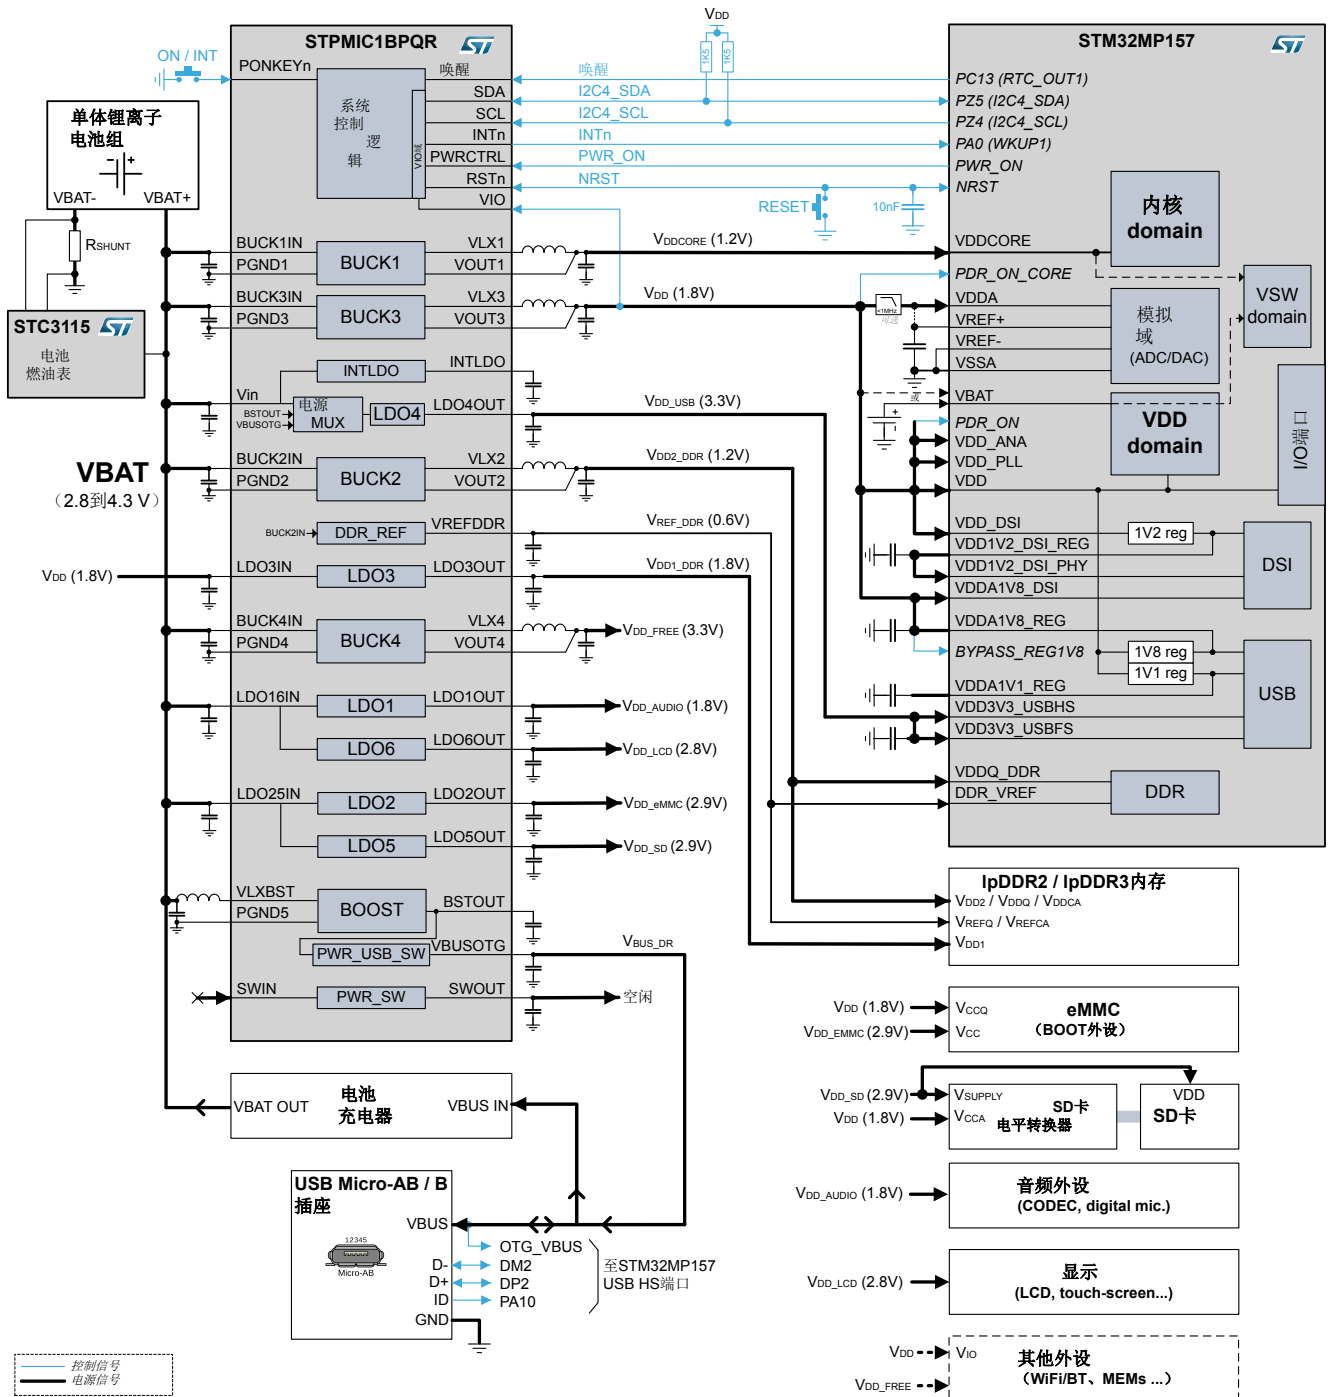 VDD
STPMIC1BPQR
STM32MP157
ON / INT
PONKEYn
唤醒
唤醒
1K5
1K5
PC13 (RTC_OUT1)
系统
控制
逻
辑
VIO域
SDA
I2C4_SDA
PZ5 (I2C4_SDA)
SCL
I2C4_SCL
PZ4 (I2C4_SCL)
INTn
INTn
PA0 (WKUP1)
PWRCTRL
PWR_ON
PWR_ON
RSTn
NRST
NRST
VIO
RESET
10nF
单体锂离子
电池组
- +
VBAT-
VBAT+
RSHUNT
STC3115
电池
燃油表
内核
domain
BUCK1IN
PGND1
BUCK1
VLX1
VOUT1
VDDCORE (1.2V)
VDDCORE
PDR_ON_CORE
VSW
domain
BUCK3IN
PGND3
BUCK3
VLX3
VOUT3
VDD (1.8V)
<1MHz
可选
VDDA
VREF+
VREF-
VSSA
模拟
域
(ADC/DAC)
INTLDO
INTLDO
Vin
BSTOUT
VBUSOTG
电源
MUX
LDO4
LDO4OUT
VDD_USB (3.3V)
或
VBAT
PDR_ON
VDD_ANA
VDD_PLL
VDD
VDD
domain
I/O端口
VBAT
（2.8到4.3 V）
BUCK2IN
PGND2
BUCK2
VLX2
VOUT2
VDD2_DDR (1.2V)
BUCK2IN
DDR_REF
VREFDDR
VREF_DDR (0.6V)
VDD_DSI
1V2 reg
VDD1V2_DSI_REG
VDD1V2_DSI_PHY
VDDA1V8_DSI
DSI
VDD (1.8V)
LDO3IN
LDO3
LDO3OUT
VDD1_DDR (1.8V)
BUCK4IN
PGND4
BUCK4
VLX4
VOUT4
VDD_FREE (3.3V)
VDDA1V8_REG
BYPASS_REG1V8
1V8 reg
1V1 reg
VDDA1V1_REG
VDD3V3_USBHS
VDD3V3_USBFS
USB
LDO16IN
LDO1
LDO1OUT
VDD_AUDIO (1.8V)
LDO6
LDO6OUT
VDD_LCD (2.8V)
VDDQ_DDR
DDR_VREF
DDR
LDO25IN
LDO2
LDO2OUT
VDD_eMMC (2.9V)
LDO5
LDO5OUT
VDD_SD (2.9V)
VLXBST
PGND5
BOOST
BSTOUT
PWR_USB_SW
VBUSOTG
VBUS_DR
SWIN
PWR_SW
SWOUT
空闲
IpDDR2 / IpDDR3内存
VDD2 / VDDQ / VDDCA
VREFQ / VREFCA
VDD1
VDD (1.8V)
VCCQ
VDD_EMMC (2.9V)
VCC
eMMC
（BOOT外设）
VBAT OUT
电池
充电器
VBUS IN
VDD_SD (2.9V)
VSUPPLY
VDD (1.8V)
VCCA
SD卡
电平转换器
VDD
SD卡
USB Micro-AB / B
插座
VBUS
12345
Micro-AB
D-
D+
ID
GND
OTG_VBUS
DM2
DP2
PA10
至STM32MP157
USB HS端口
VDD_AUDIO (1.8V)
音频外设
(CODEC, digital mic.)
VDD_LCD (2.8V)
显示
(LCD, touch-screen...)
VDD
VIO
VDD_FREE
其他外设
（WiFi/BT、MEMs ...）
控制信号
电源信号